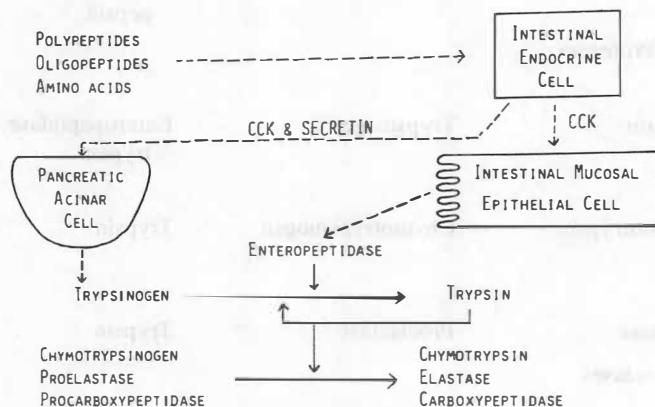 POLYPEPTIDES
OLIGOPEPTIDES
AMINO ACIDS
INTESTINAL
ENDOCRINE
CELL
CCK & SECRETIN
CCK
PANCREATIC
ACINAR
CELL
INTESTINAL MUCOSAL
EPITHELIAL CELL
ENTEROPEPTIDASE
TRYPSINOGEN
TRYPSIN
CHYMOTRYPSINOGEN
PROELASTASE
PROCARBOXYPEPTIDASE
CHYMOTRYPSIN
ELASTASE
CARBOXYPEPTIDASE